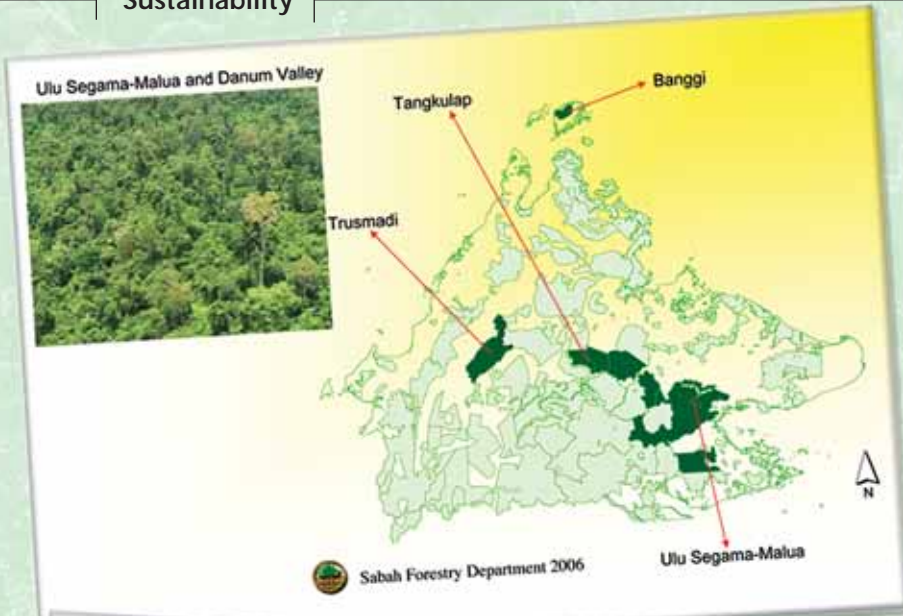 Sustainability
Ulu Segama-Malua and Danum Valley
Banggi
Tangkulap
Trusmadi
N
Ulu Segama-Malua
Sabah Forestry Department 2006